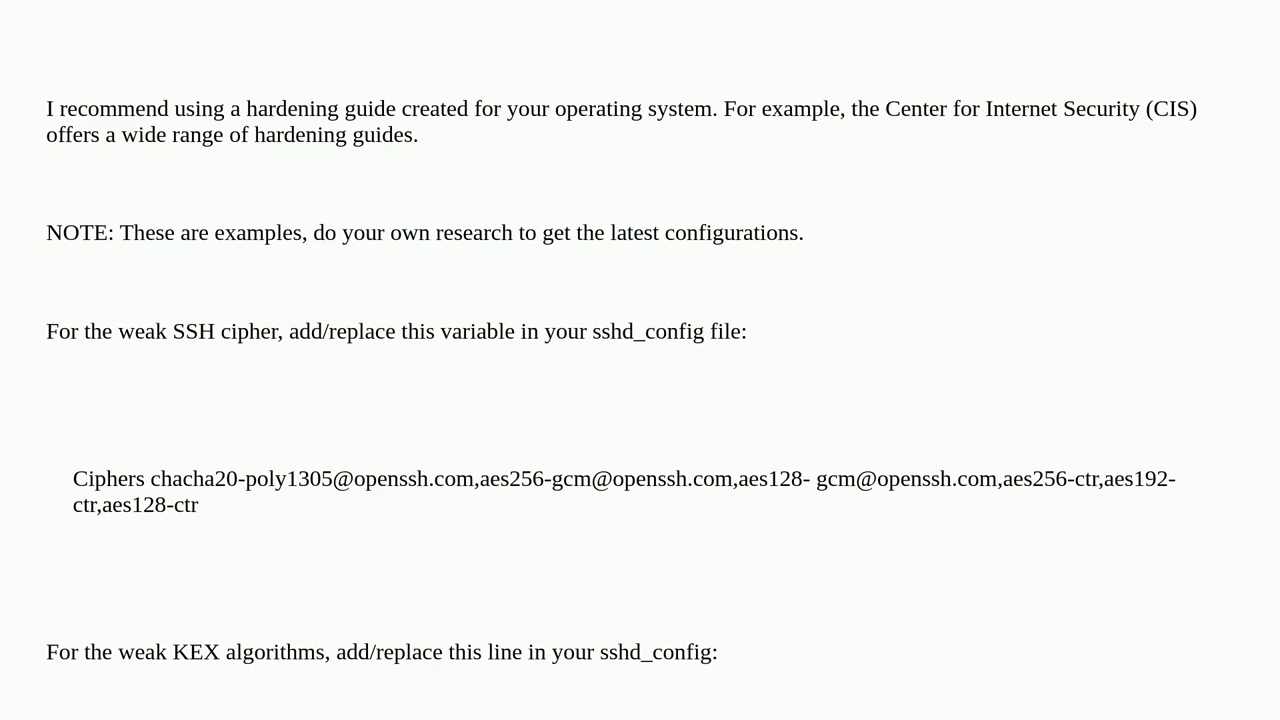 I recommend using a hardening guide created for your operating system. For example, the Center for Internet Security (CIS)
offers a wide range of hardening guides.
NOTE: These are examples, do your own research to get the latest configurations.
For the weak SSH cipher, add/replace this variable in your sshd_config file:
Ciphers chacha20-poly1305@openssh.com,aes256-gcm@openssh.com,aes128- gcm@openssh.com,aes256-ctr,aes192-
ctr,aes128-ctr
For the weak KEX algorithms, add/replace this line in your sshd_config: